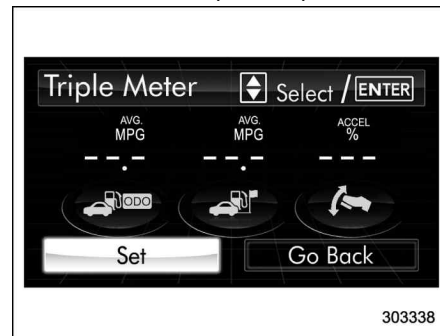 Triple Meter Select / ENTER
AVG. AVG. ACCEL
MPG MPG %
--.- --.- ---
ODO
Set Go Back
303338